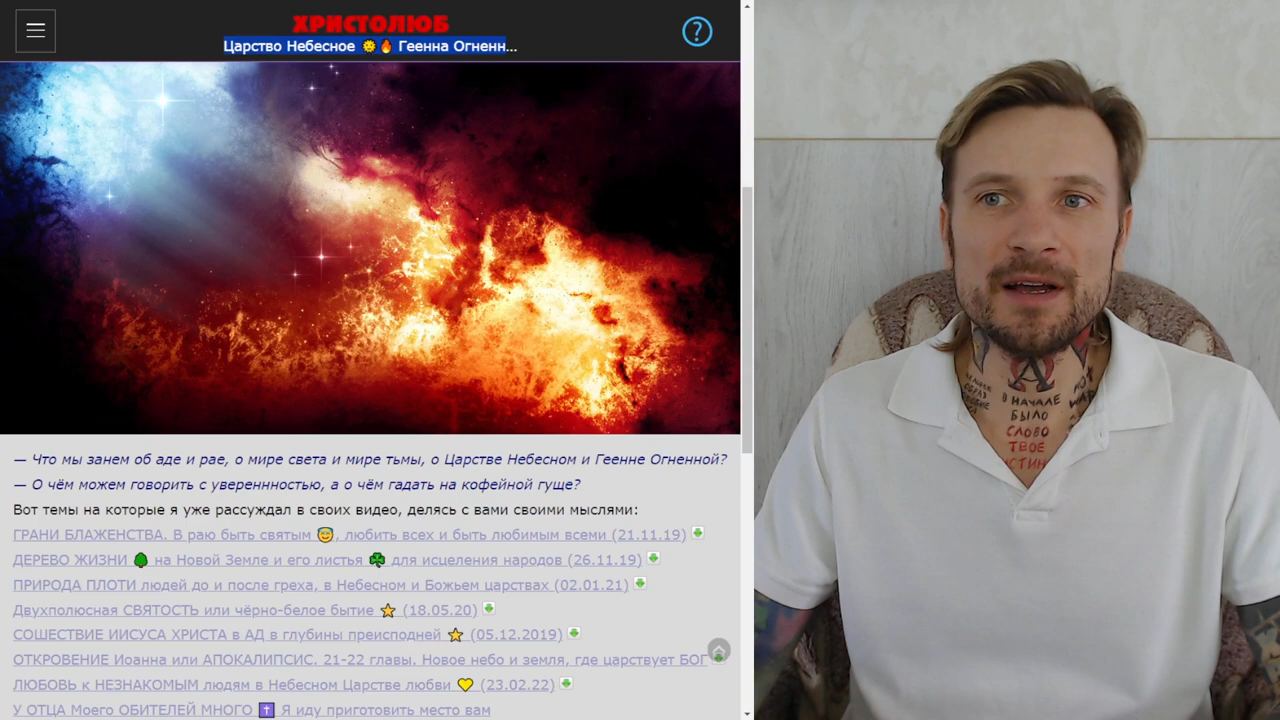 ХРИСТОЛЮБ
Царство Небесное 🌞🔥 Геенна Огненн...
— Что мы занем об аде и рае, о мире света и мире тьмы, о Царстве Небесном и Геенне Огненной?
— О чём можем говорить с увереннностью, а о чём гадать на кофейной гуще?
Вот темы на которые я уже рассуждал в своих видео, делясь с вами своими мыслями:
ГРАНИ БЛАЖЕНСТВА. В раю быть святым 😇, любить всех и быть любимым всеми (21.11.19)
ДЕРЕВО ЖИЗНИ 🌳 на Новой Земле и его листья ☘ для исцеления народов (26.11.19)
ПРИРОДА ПЛОТИ людей до и после греха, в Небесном и Божьем царствах (02.01.21)
Двухполюсная СВЯТОСТЬ или чёрно-белое бытие ⭐ (18.05.20)
СОШЕСТВИЕ ИИСУСА ХРИСТА в АД в глубины преисподней ⭐ (05.12.2019)
ОТКРОВЕНИЕ Иоанна или АПОКАЛИПСИС. 21-22 главы. Новое небо и земля, где царствует БОГ
ЛЮБОВЬ к НЕЗНАКОМЫМ людям в Небесном Царстве любви 💛 (23.02.22)
У ОТЦА Моего ОБИТЕЛЕЙ МНОГО ✝ Я иду приготовить место вам
В НАЧАЛЕ
БЫЛО
СЛОВО
ТВОЕ